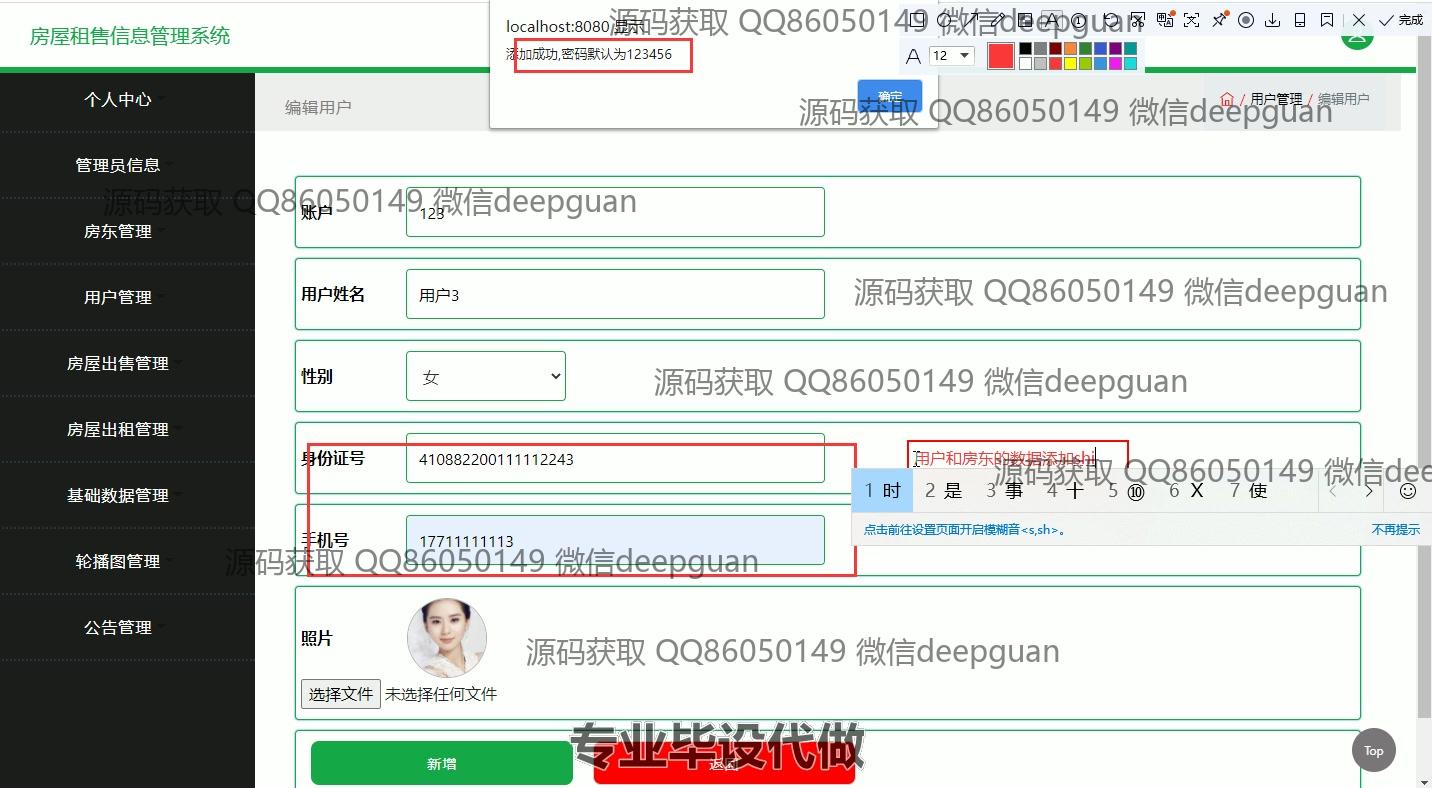 房屋租售信息管理系统
localhost:8080 显示
添加成功,密码默认为123456
确定
源码获取 QQ86050149 微信deepguan
12
完成
个人中心
管理员信息
房东管理
用户管理
房屋出售管理
房屋出租管理
基础数据管理
轮播图管理
公告管理
编辑用户
/ 用户管理 / 编辑用户
源码获取 QQ86050149 微信deepguan
源码获取 QQ86050149 微信deepguan
账户
123
用户姓名
用户3
源码获取 QQ86050149 微信deepguan
性别
女
源码获取 QQ86050149 微信deepguan
身份证号
410882200111112243
用户和房东的数据添加shi
源码获取 QQ86050149 微信deep
1 时 2 是 3 事 4 十 5 ⑩ 6 X 7 使
点击前往设置页面开启模糊音<s,sh>。
不再提示
手机号
17711111113
源码获取 QQ86050149 微信deepguan
照片
源码获取 QQ86050149 微信deepguan
选择文件 未选择任何文件
专业毕设代做
新增
返回
Top